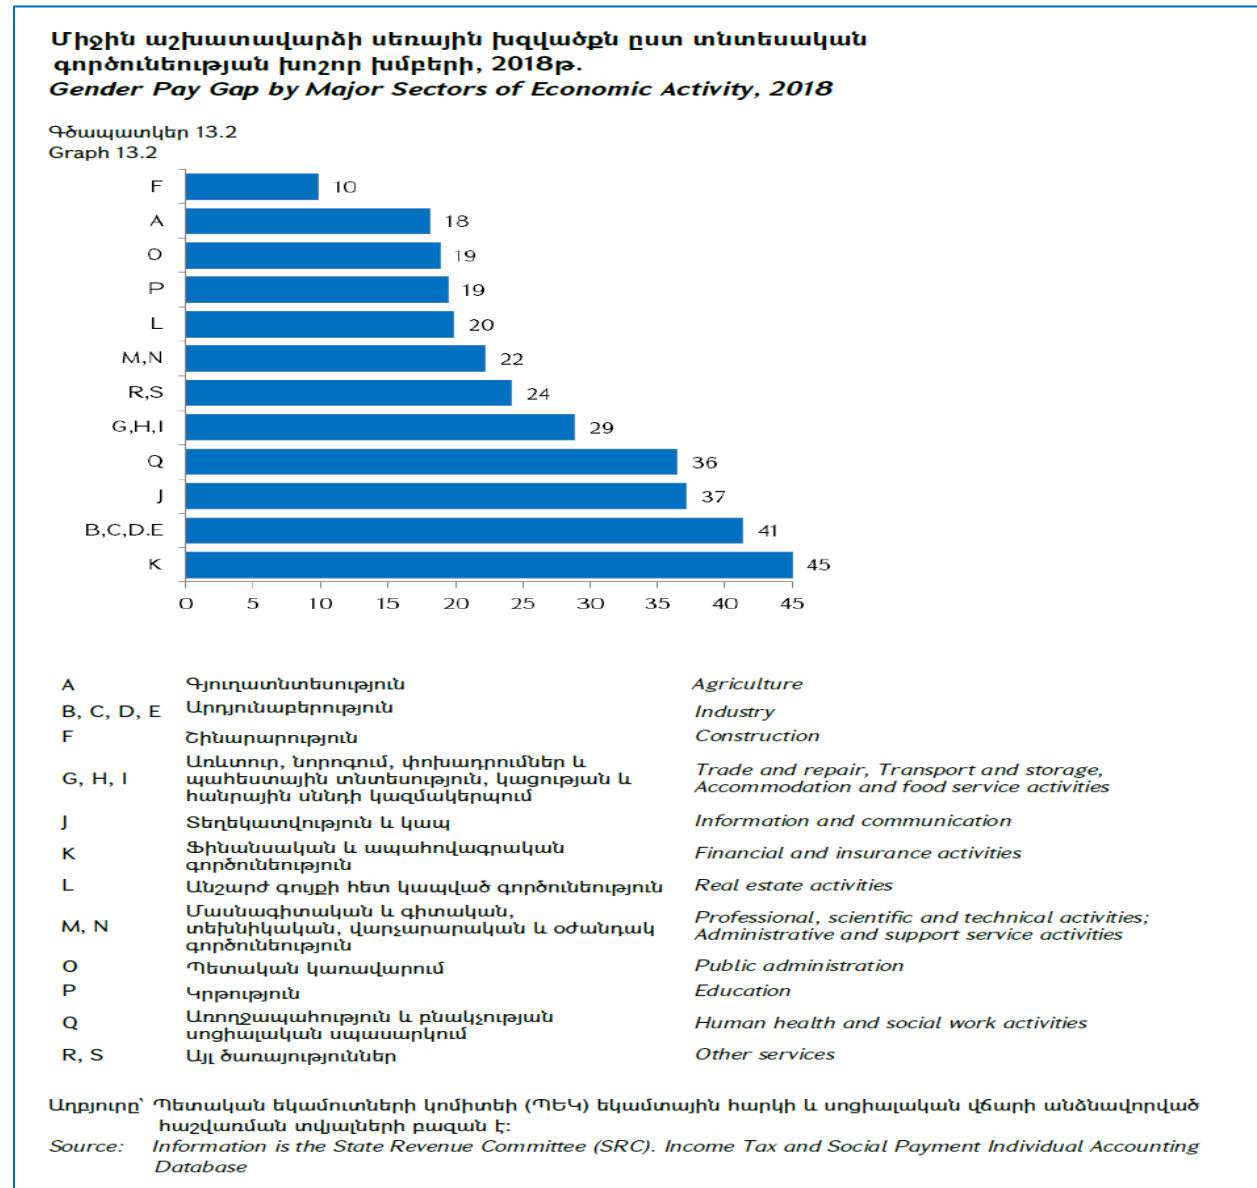 Միջին աշխատավարձի սեռային խզվածքն ըստ տնտեսական
գործունեության խոշոր խմբերի, 2018թ.
Gender Pay Gap by Major Sectors of Economic Activity, 2018
Գծապատկեր 13.2
Graph 13.2
F 10
A 18
O 19
P 19
L 20
M,N 22
R,S 24
G,H,I 29
Q 36
J 37
B,C,D.E 41
K 45
0 5 10 15 20 25 30 35 40 45
A Գյուղատնտեսություն Agriculture
B, C, D, E Արդյունաբերություն Industry
F Շինարարություն Construction
G, H, I Առևտուր, նորոգում, փոխադրումներ և
պահեստային տնտեսություն, կացության և
հանրային սննդի կազմակերպում
Trade and repair, Transport and storage,
Accommodation and food service activities
J Տեղեկատվություն և կապ Information and communication
K Ֆինանսական և ապահովագրական
գործունեություն
Financial and insurance activities
L Անշարժ գույքի հետ կապված գործունեություն Real estate activities
M, N Մասնագիտական և գիտական,
տեխնիկական, վարչարարական և օժանդակ
գործունեություն
Professional, scientific and technical activities;
Administrative and support service activities
O Պետական կառավարում Public administration
P Կրթություն Education
Q Առողջապահություն և բնակչության
սոցիալական սպասարկում
Human health and social work activities
R, S Այլ ծառայություններ Other services
Աղբյուրը՝ Պետական եկամուտների կոմիտեի (ՊԵԿ) եկամտային հարկի և սոցիալական վճարի անձնավորված
հաշվառման տվյալների բազան է:
Source: Information is the State Revenue Committee (SRC). Income Tax and Social Payment Individual Accounting
Database